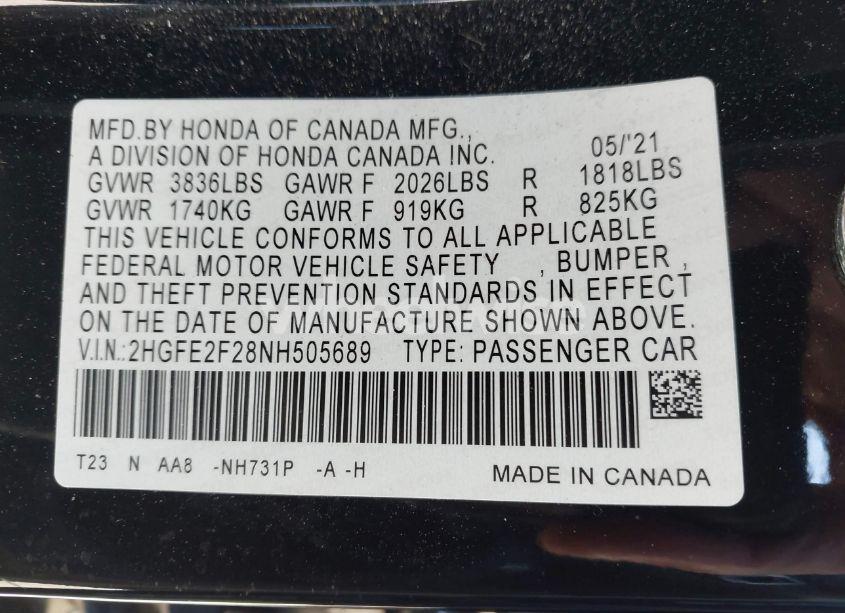 MFD.BY HONDA OF CANADA MFG.,
A DIVISION OF HONDA CANADA INC. 05/'21
GVWR 3836LBS GAWR F 2026LBS R 1818LBS
GVWR 1740KG GAWR F 919KG R 825KG
THIS VEHICLE CONFORMS TO ALL APPLICABLE
FEDERAL MOTOR VEHICLE SAFETY , BUMPER ,
AND THEFT PREVENTION STANDARDS IN EFFECT
ON THE DATE OF MANUFACTURE SHOWN ABOVE.
V.I.N.:2HGFE2F28NH505689 TYPE: PASSENGER CAR
T23 N AA8 -NH731P -A -H
MADE IN CANADA